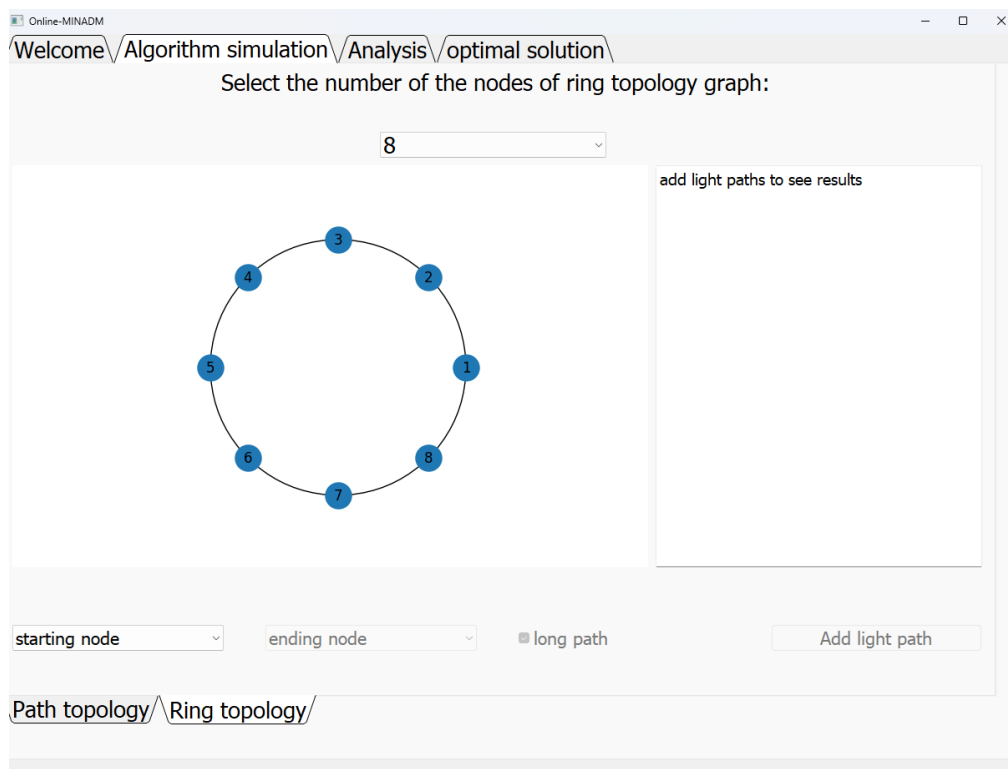 Online-MINADM
Welcome Algorithm simulation Analysis optimal solution
Select the number of the nodes of ring topology graph:
8
add light paths to see results
3
4
2
5
1
6
8
7
starting node ending node long path Add light path
Path topology Ring topology